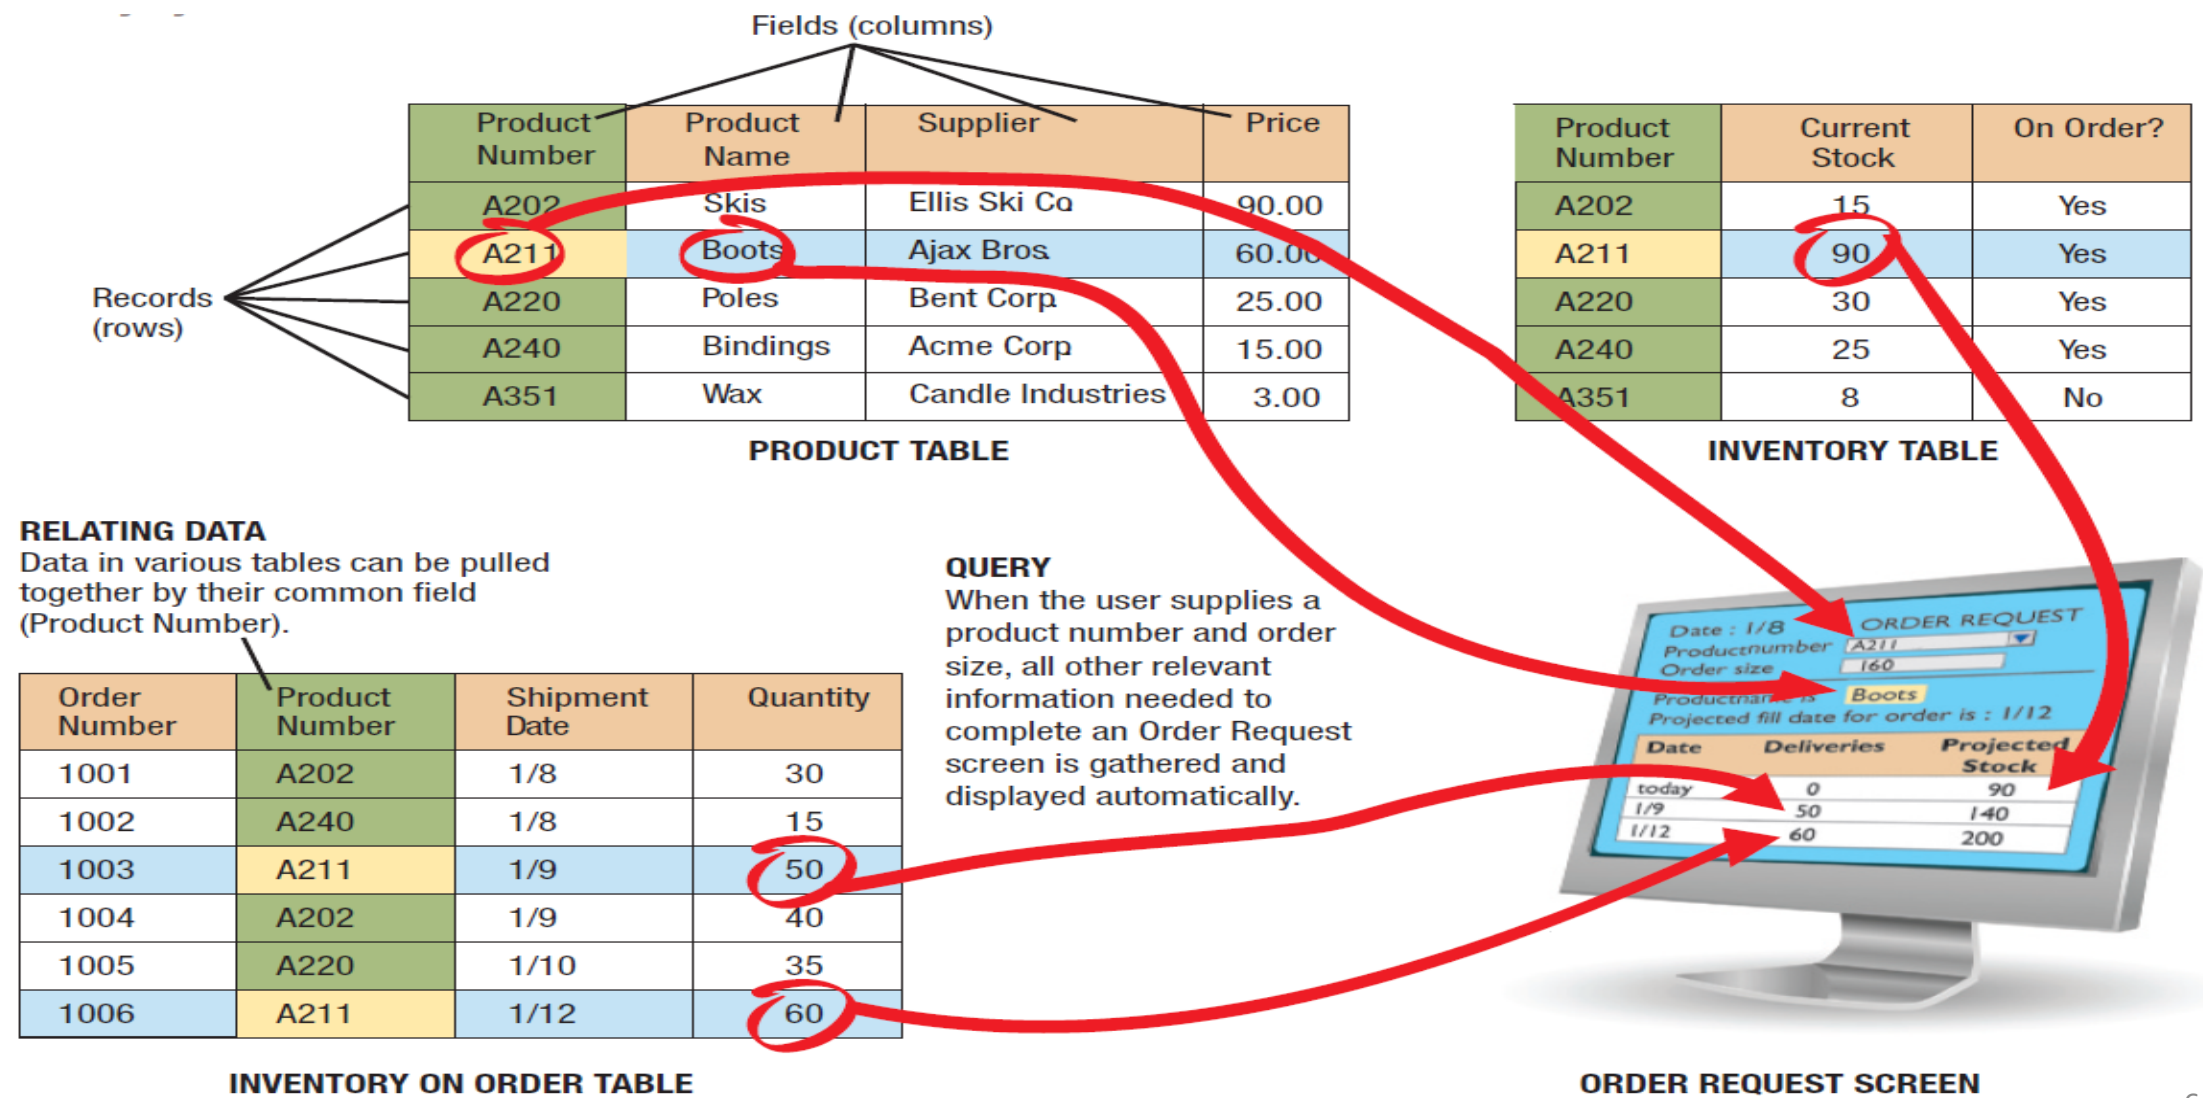 Fields (columns)
Product Number Product Name Supplier Price
A202 Skis Ellis Ski Co. 90.00
A211 Boots Ajax Bros. 60.00
A220 Poles Bent Corp. 25.00
A240 Bindings Acme Corp. 15.00
A351 Wax Candle Industries 3.00
Records
(rows)
PRODUCT TABLE
Product Number Current Stock On Order?
A202 15 Yes
A211 90 Yes
A220 30 Yes
A240 25 Yes
A351 8 No
INVENTORY TABLE
RELATING DATA
Data in various tables can be pulled
together by their common field
(Product Number).
Order Number Product Number Shipment Date Quantity
1001 A202 1/8 30
1002 A240 1/8 15
1003 A211 1/9 50
1004 A202 1/9 40
1005 A220 1/10 35
1006 A211 1/12 60
INVENTORY ON ORDER TABLE
QUERY
When the user supplies a
product number and order
size, all other relevant
information needed to
complete an Order Request
screen is gathered and
displayed automatically.
Date : 1/8 ORDER REQUEST
Productnumber A211
Order size 160
Productname is Boots
Projected fill date for order is : 1/12
Date Deliveries Projected Stock
today 0 90
1/9 50 140
1/12 60 200
ORDER REQUEST SCREEN